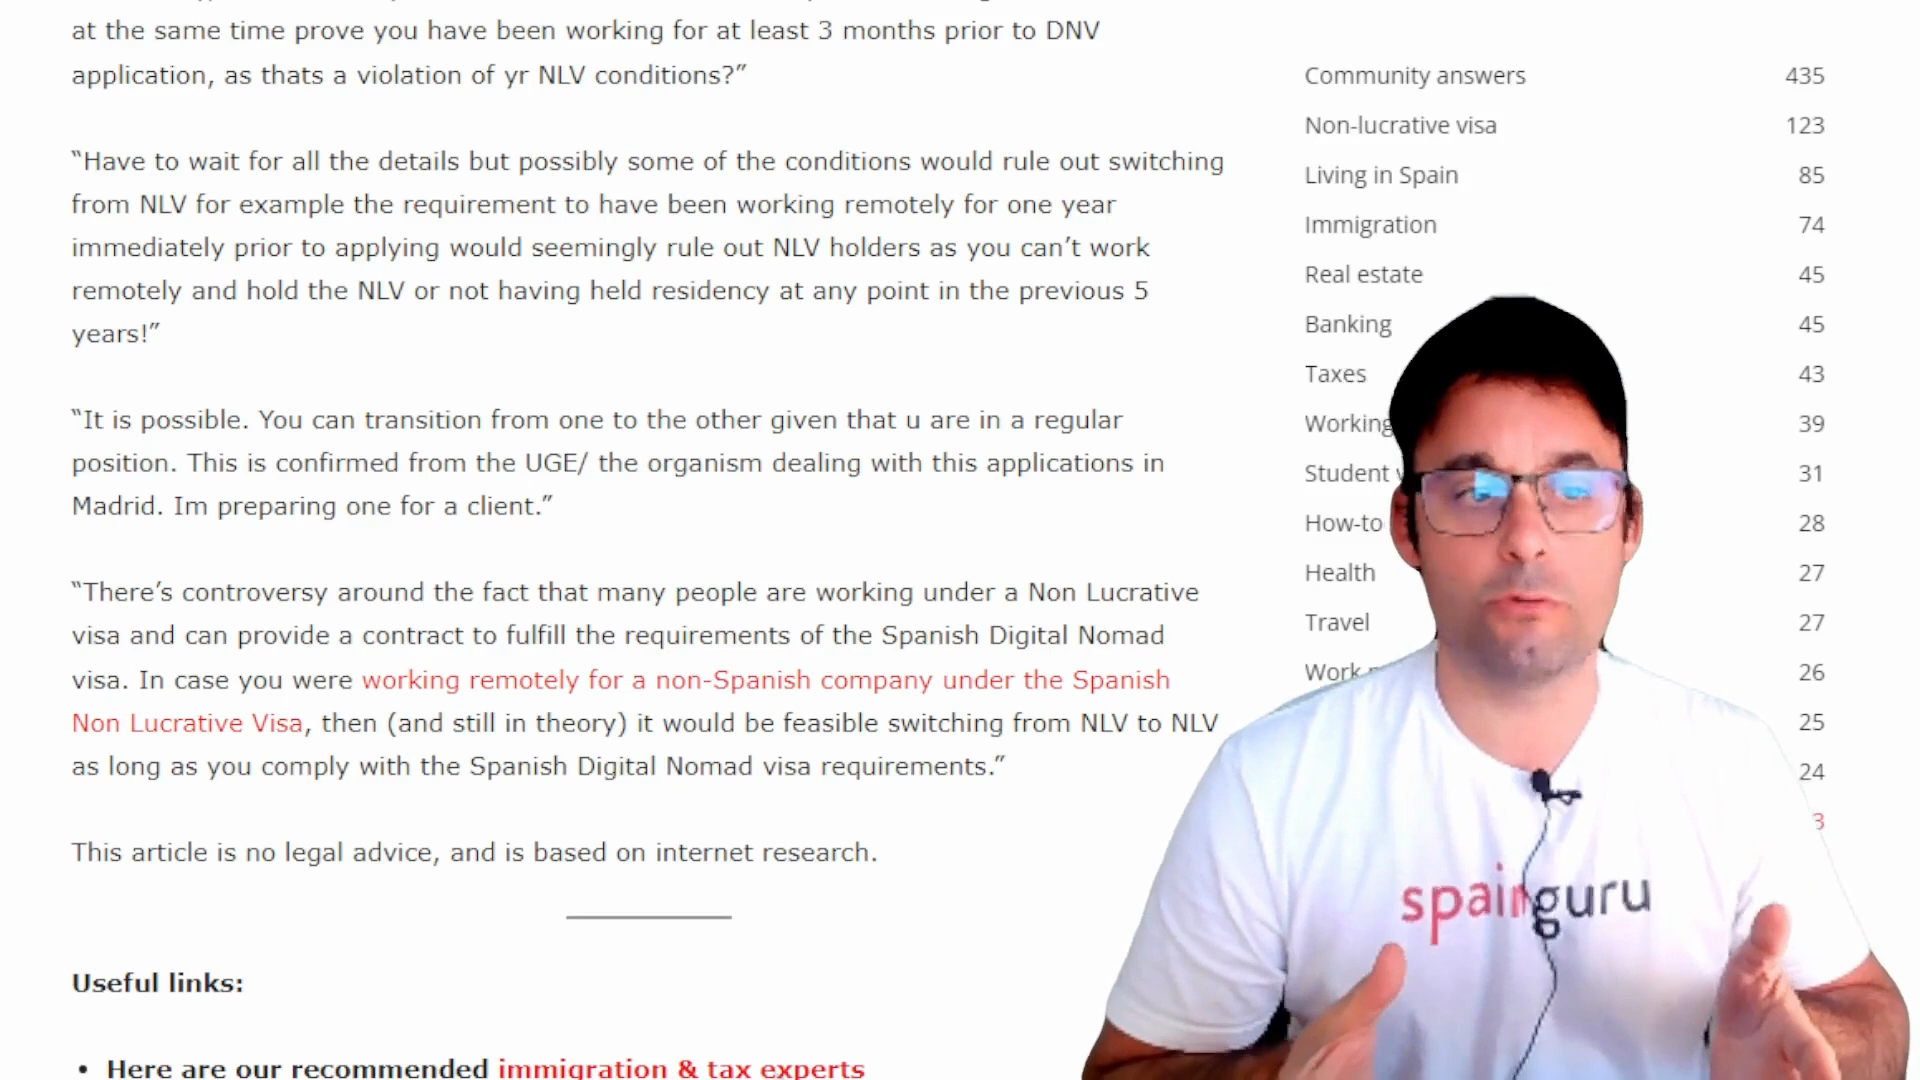 at the same time prove you have been working for at least 3 months prior to DNV
application, as thats a violation of yr NLV conditions?”
“Have to wait for all the details but possibly some of the conditions would rule out switching
from NLV for example the requirement to have been working remotely for one year
immediately prior to applying would seemingly rule out NLV holders as you can’t work
remotely and hold the NLV or not having held residency at any point in the previous 5
years!”
“It is possible. You can transition from one to the other given that u are in a regular
position. This is confirmed from the UGE/ the organism dealing with this applications in
Madrid. Im preparing one for a client.”
“There’s controversy around the fact that many people are working under a Non Lucrative
visa and can provide a contract to fulfill the requirements of the Spanish Digital Nomad
visa. In case you were working remotely for a non-Spanish company under the Spanish
Non Lucrative Visa, then (and still in theory) it would be feasible switching from NLV to NLV
as long as you comply with the Spanish Digital Nomad visa requirements.”
This article is no legal advice, and is based on internet research.
Useful links:
• Here are our recommended immigration & tax experts
Community answers 435
Non-lucrative visa 123
Living in Spain 85
Immigration 74
Real estate 45
Banking 45
Taxes 43
Working 39
Student 31
How-to 28
Health 27
Travel 27
Work 26
25
24
3
spainguru